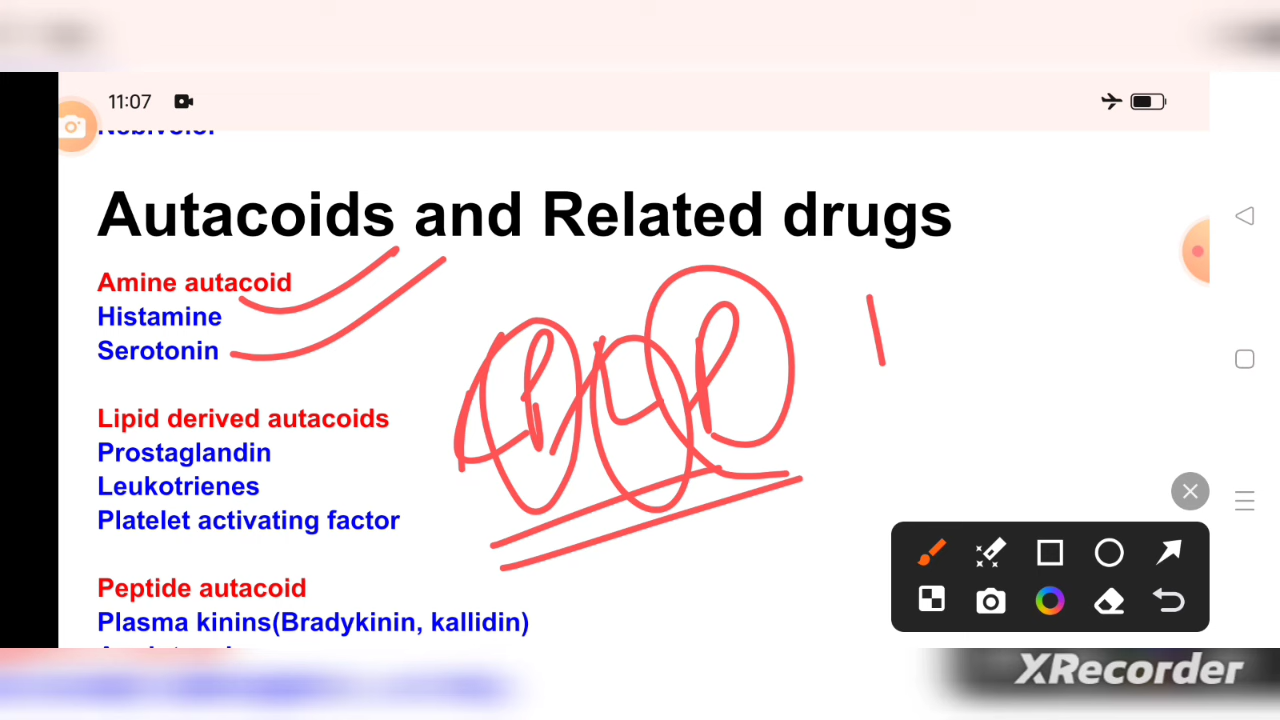 11:07
Autacoids and Related drugs
Amine autacoid
Histamine
Serotonin
Lipid derived autacoids
Prostaglandin
Leukotrienes
Platelet activating factor
Peptide autacoid
Plasma kinins(Bradykinin, kallidin)
XRecorder